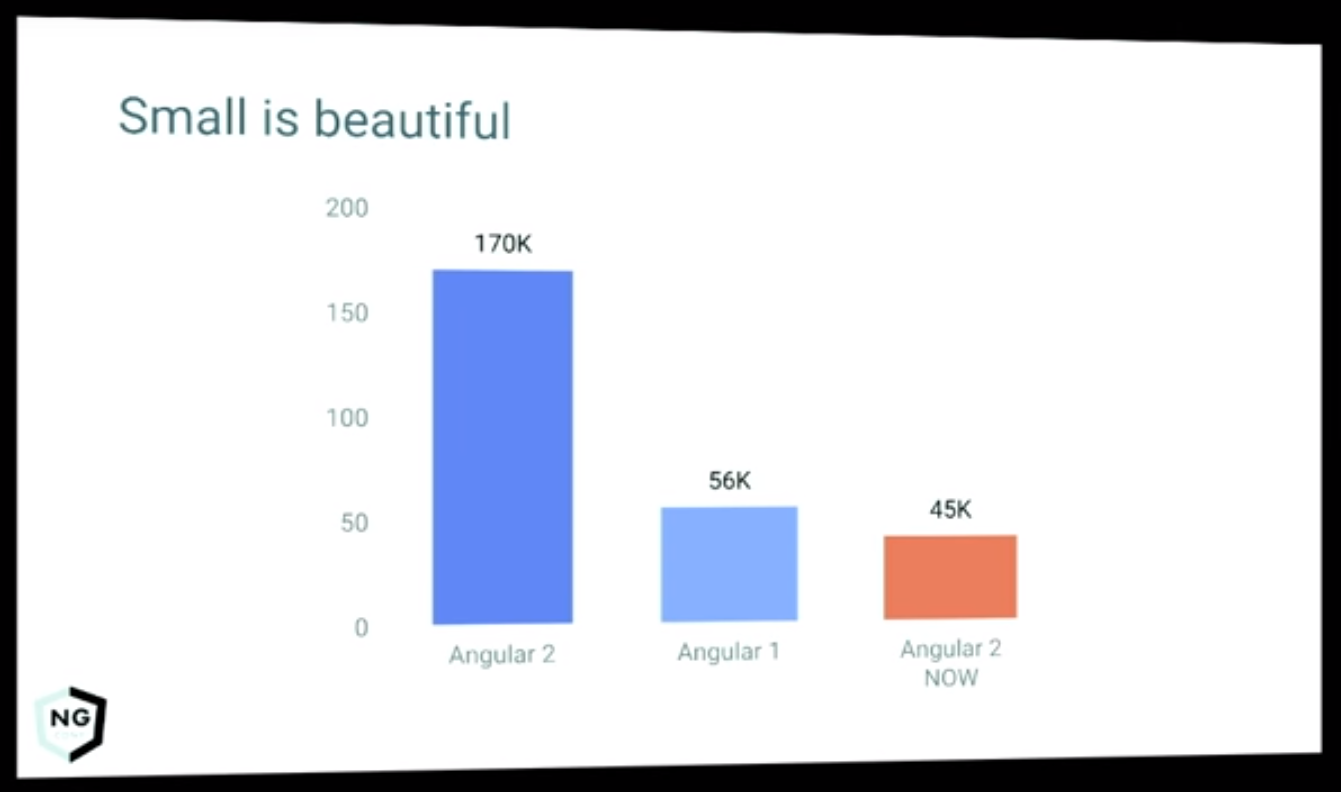 Small is beautiful
200
170K
150
100
56K
50
45K
0
Angular 2
Angular 1
Angular 2
NOW
NG